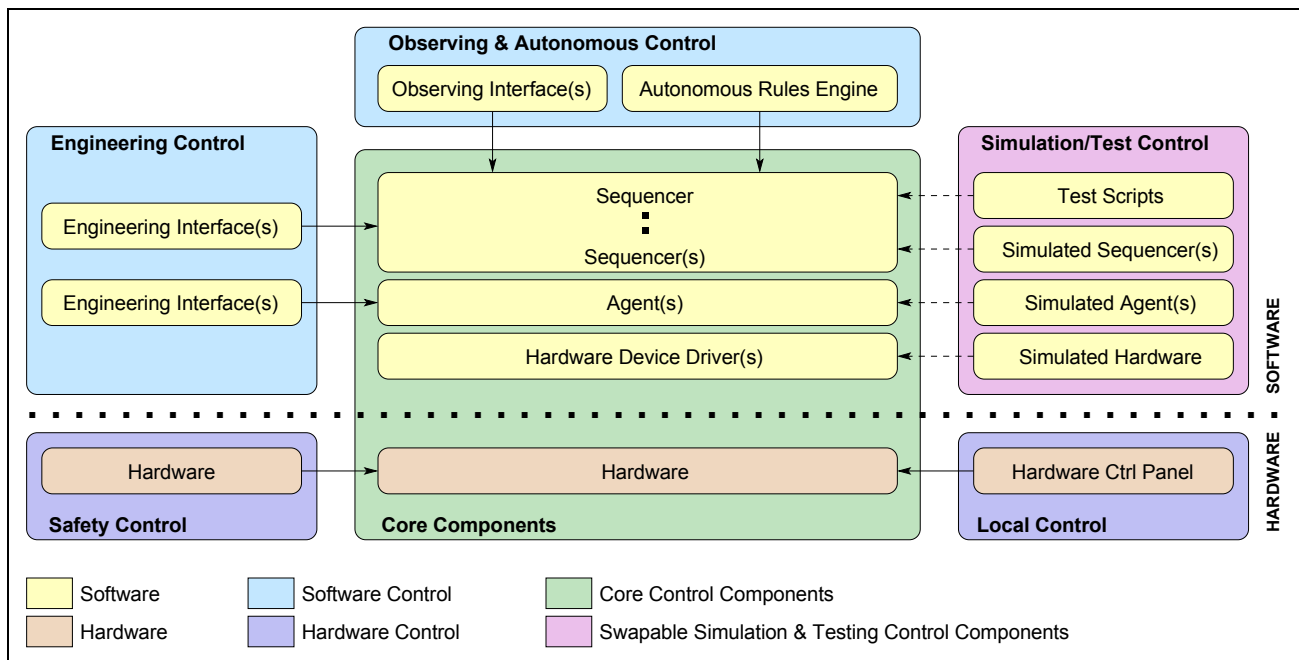 Observing & Autonomous Control
Observing Interface(s)
Autonomous Rules Engine
Engineering Control
Engineering Interface(s)
Engineering Interface(s)
Sequencer
Sequencer(s)
Agent(s)
Hardware Device Driver(s)
Simulation/Test Control
Test Scripts
Simulated Sequencer(s)
Simulated Agent(s)
Simulated Hardware
SOFTWARE
HARDWARE
Hardware
Safety Control
Hardware
Core Components
Hardware Ctrl Panel
Local Control
Software
Software Control
Core Control Components
Hardware
Hardware Control
Swapable Simulation & Testing Control Components